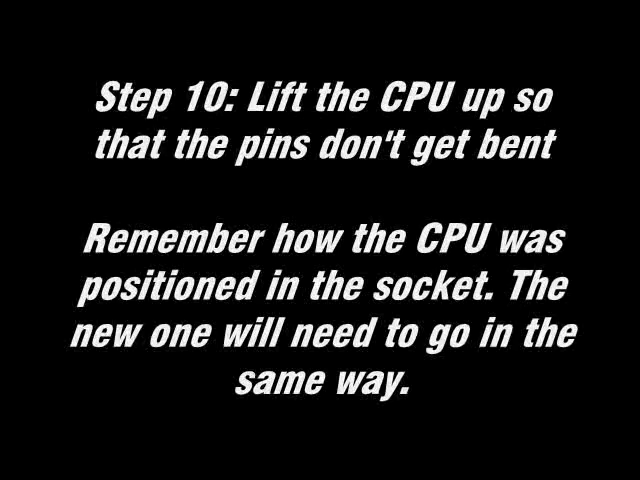 Step 10: Lift the CPU up so
that the pins don't get bent
Remember how the CPU was
positioned in the socket. The
new one will need to go in the
same way.